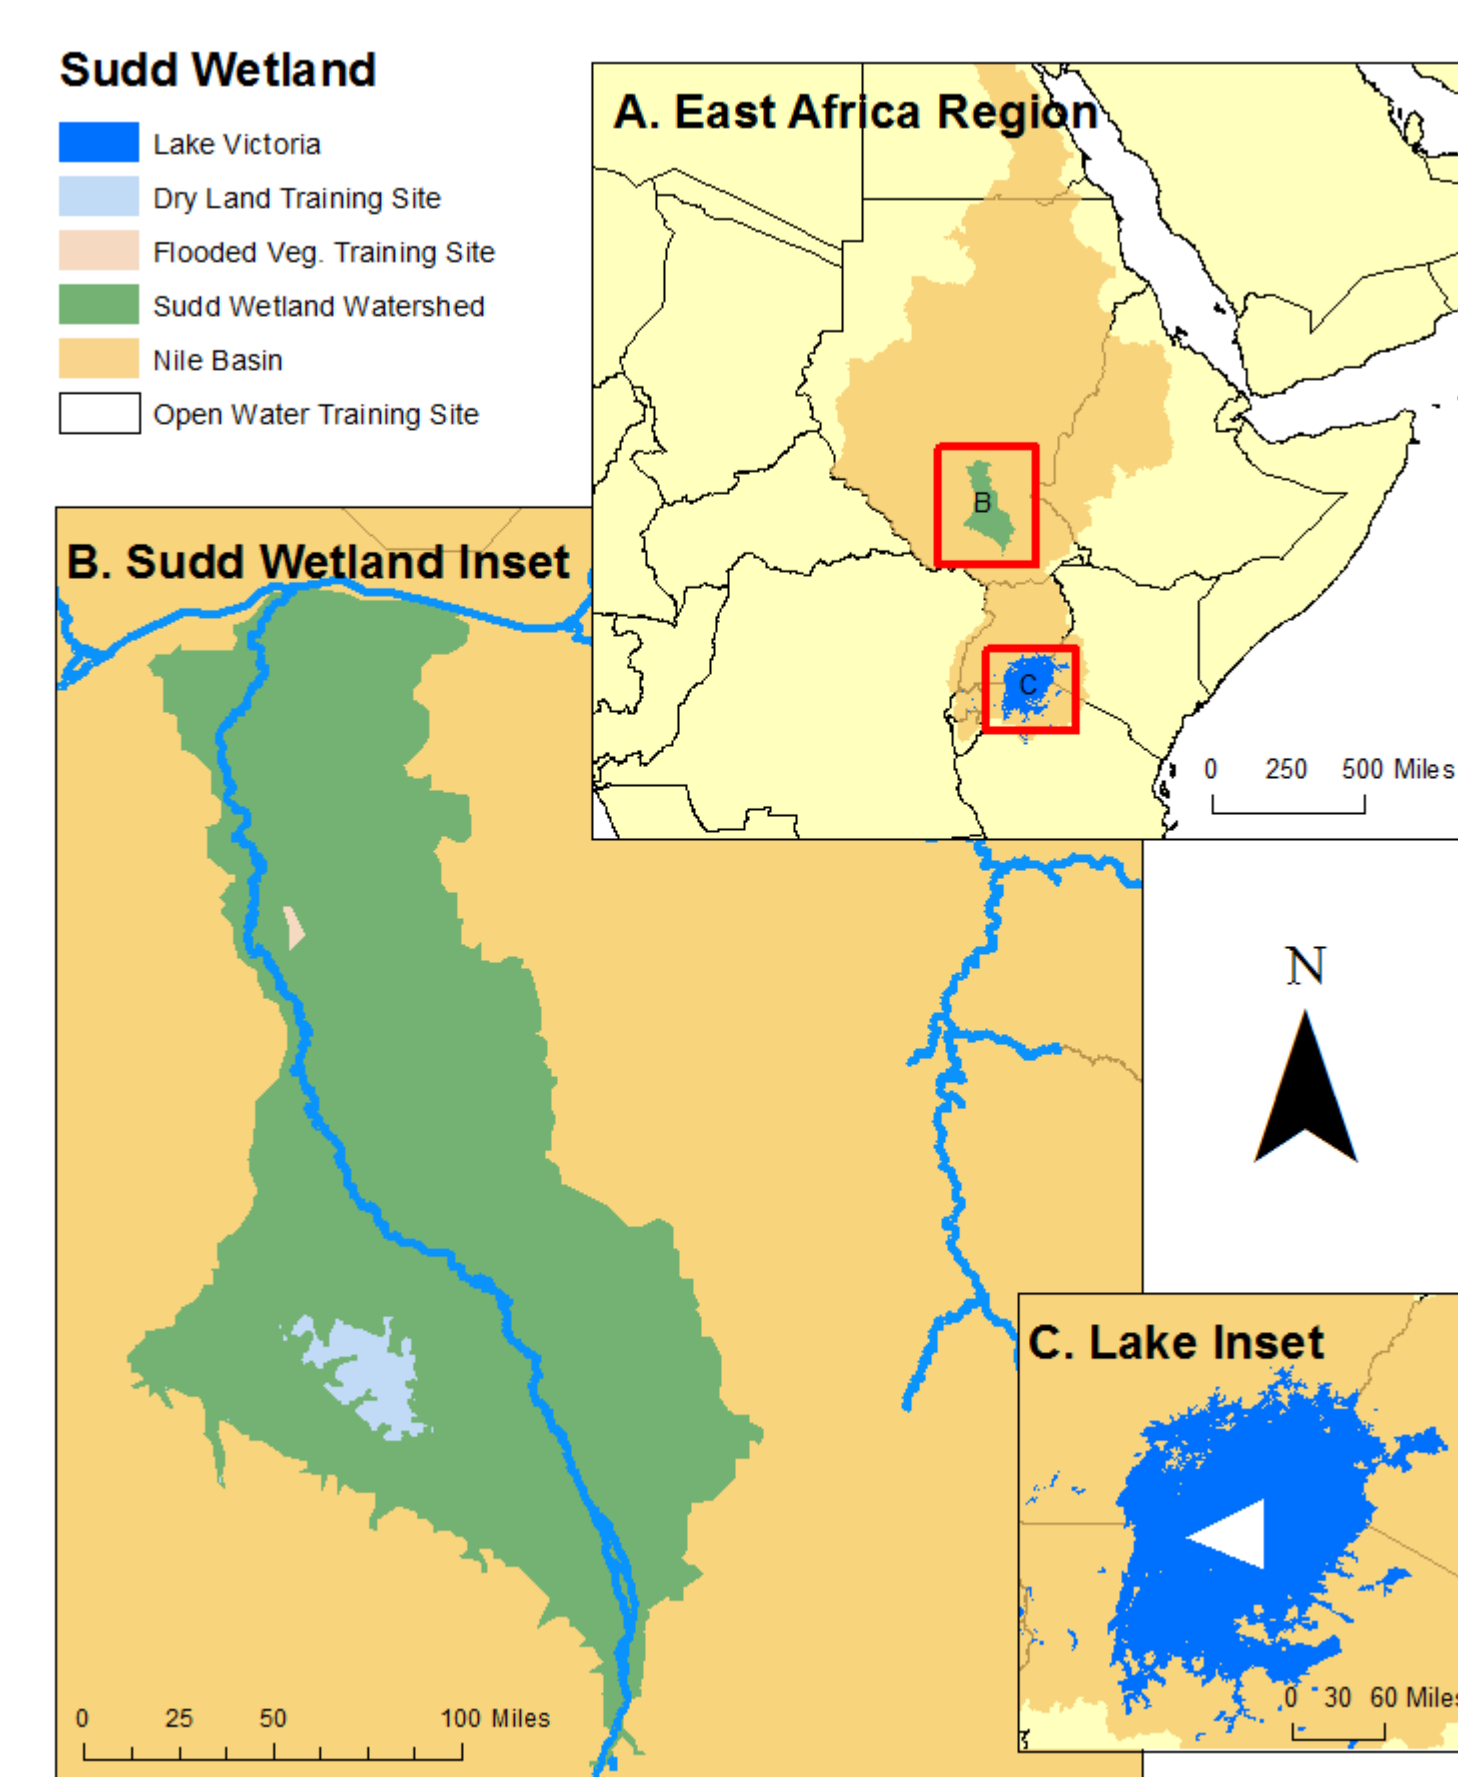 Sudd Wetland
Lake Victoria
Dry Land Training Site
Flooded Veg. Training Site
Sudd Wetland Watershed
Nile Basin
Open Water Training Site
A. East Africa Region
B
C
0 250 500 Miles
B. Sudd Wetland Inset
0 25 50 100 Miles
N
C. Lake Inset
0 30 60 Miles